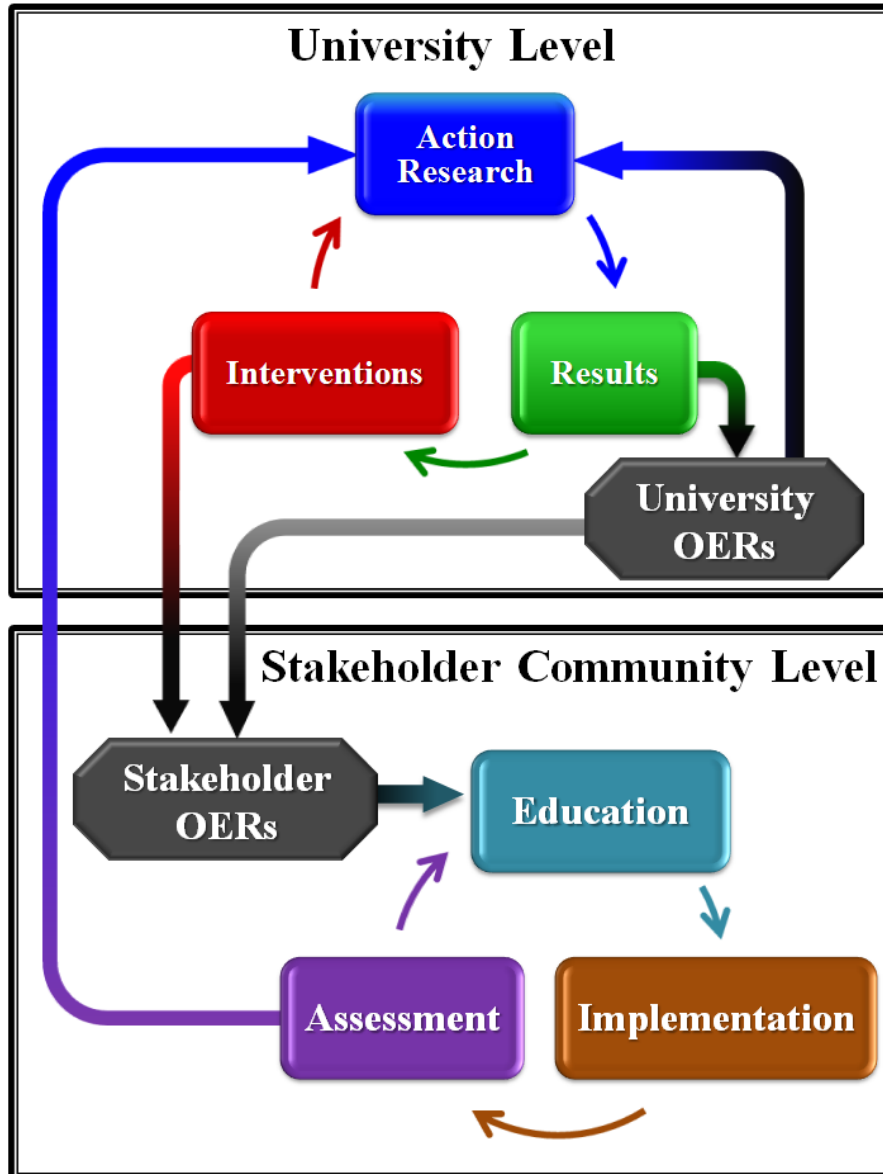 University Level
Action
Research
Interventions
Results
University
OERs
Stakeholder Community Level
Stakeholder
OERs
Education
Assessment
Implementation